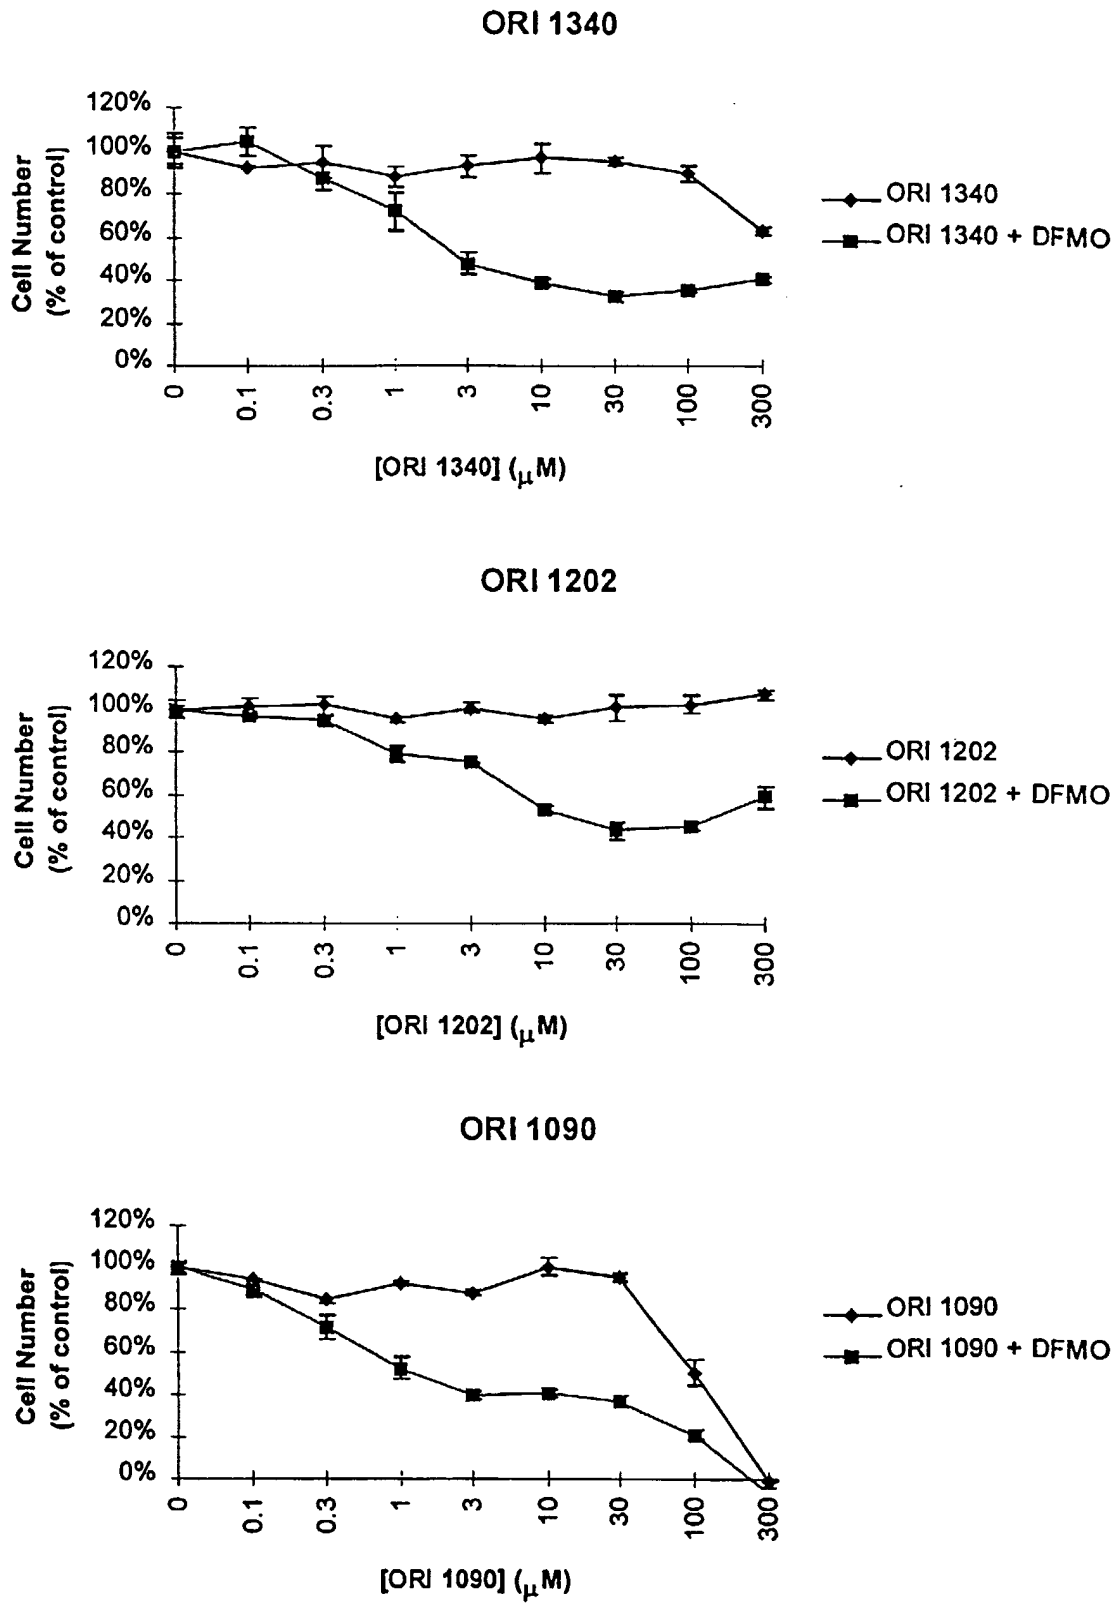 ORI 1340
120%
100%
80%
60%
40%
20%
0%
Cell Number
(% of control)
0
0.1
0.3
1
3
10
30
100
300
[ORI 1340] (μM)
ORI 1340
ORI 1340 + DFMO
ORI 1202
120%
100%
80%
60%
40%
20%
0%
Cell Number
(% of control)
0
0.1
0.3
1
3
10
30
100
300
[ORI 1202] (μM)
ORI 1202
ORI 1202 + DFMO
ORI 1090
120%
100%
80%
60%
40%
20%
0%
Cell Number
(% of control)
0
0.1
0.3
1
3
10
30
100
300
[ORI 1090] (μM)
ORI 1090
ORI 1090 + DFMO